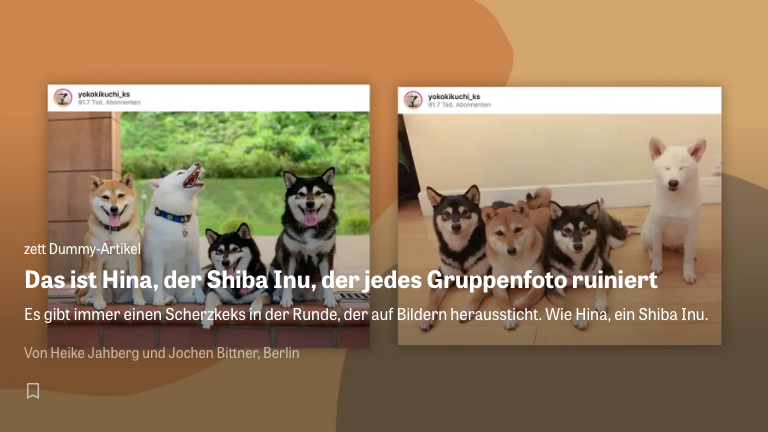 yokokikuchi_ks
81.7 Tsd. Abonnenten
yokokikuchi_ks
81.7 Tsd. Abonnenten
zett Dummy-Artikel
Das ist Hina, der Shiba Inu, der jedes Gruppenfoto ruiniert
Es gibt immer einen Scherzkeks in der Runde, der auf Bildern heraussticht. Wie Hina, ein Shiba Inu.
Von Heike Jahberg und Jochen Bittner, Berlin